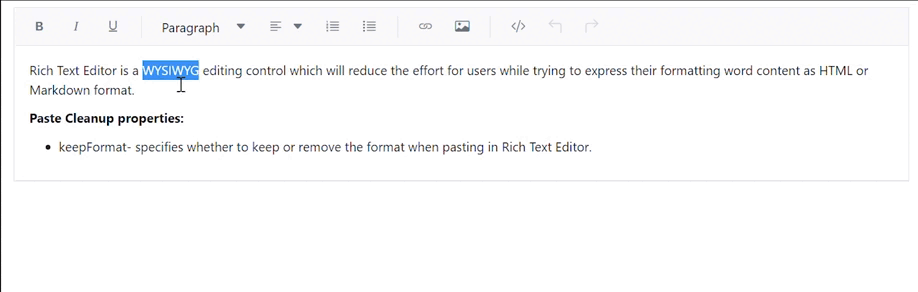 B I U Paragraph </>
Rich Text Editor is a WYSIWYG editing control which will reduce the effort for users while trying to express their formatting word content as HTML or
Markdown format.
Paste Cleanup properties:
• keepFormat- specifies whether to keep or remove the format when pasting in Rich Text Editor.